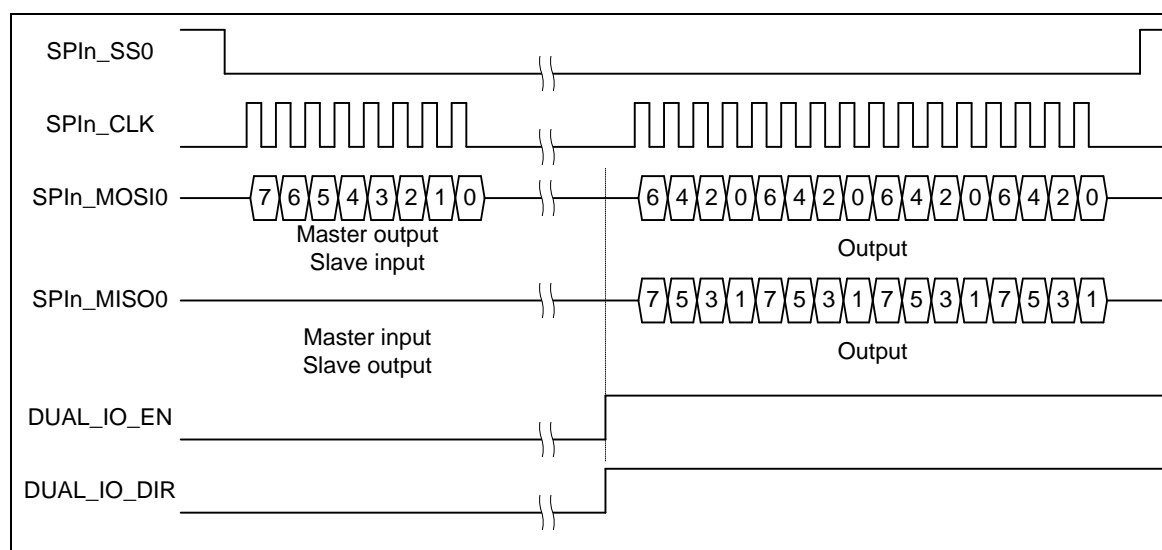 SPIn_SS0
SPIn_CLK
SPIn_MOSI0 7 6 5 4 3 2 1 0 6 4 2 0 6 4 2 0 6 4 2 0 6 4 2 0
Master output
Slave input
Output
SPIn_MISO0 7 5 3 1 7 5 3 1 7 5 3 1 7 5 3 1
Master input
Slave output
Output
DUAL_IO_EN
DUAL_IO_DIR